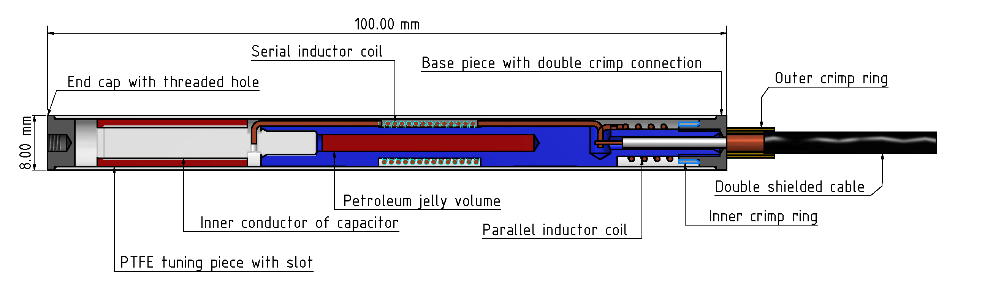 100.00 mm
Serial inductor coil
Base piece with double crimp connection
End cap with threaded hole
Outer crimp ring
8.00 mm
Petroleum jelly volume
Double shielded cable
Inner conductor of capacitor
Parallel inductor coil
Inner crimp ring
PTFE tuning piece with slot